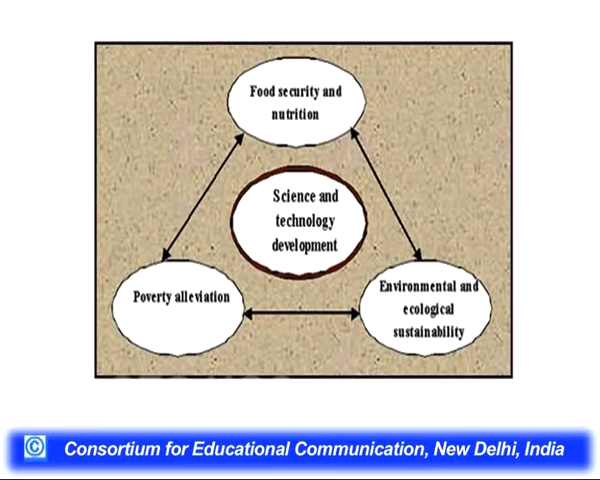 Food security and
nutrition
Science and
technology
development
Poverty alleviation
Environmental and
ecological
sustainability
© Consortium for Educational Communication, New Delhi, India